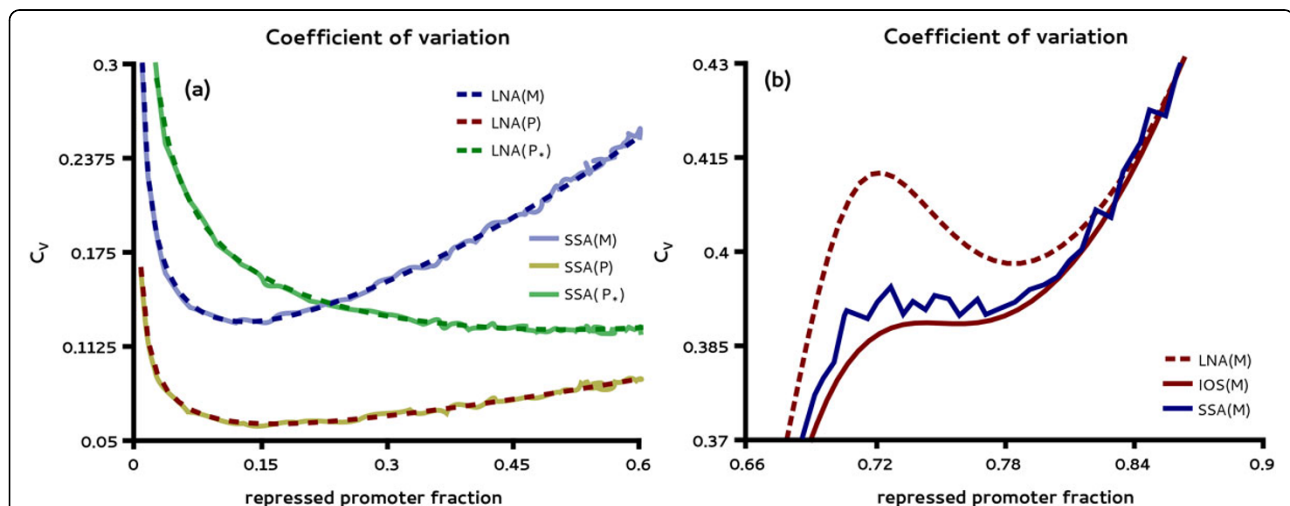 Coefficient of variation
(a)
0.3
0.2375
0.175
0.1125
0.05
Cv
LNA(M)
LNA(P)
LNA(P*)
SSA(M)
SSA(P)
SSA(P*)
0 0.15 0.3 0.45 0.6
repressed promoter fraction
Coefficient of variation
(b)
0.43
0.415
0.4
0.385
0.37
Cv
LNA(M)
IOS(M)
SSA(M)
0.66 0.72 0.78 0.84 0.9
repressed promoter fraction